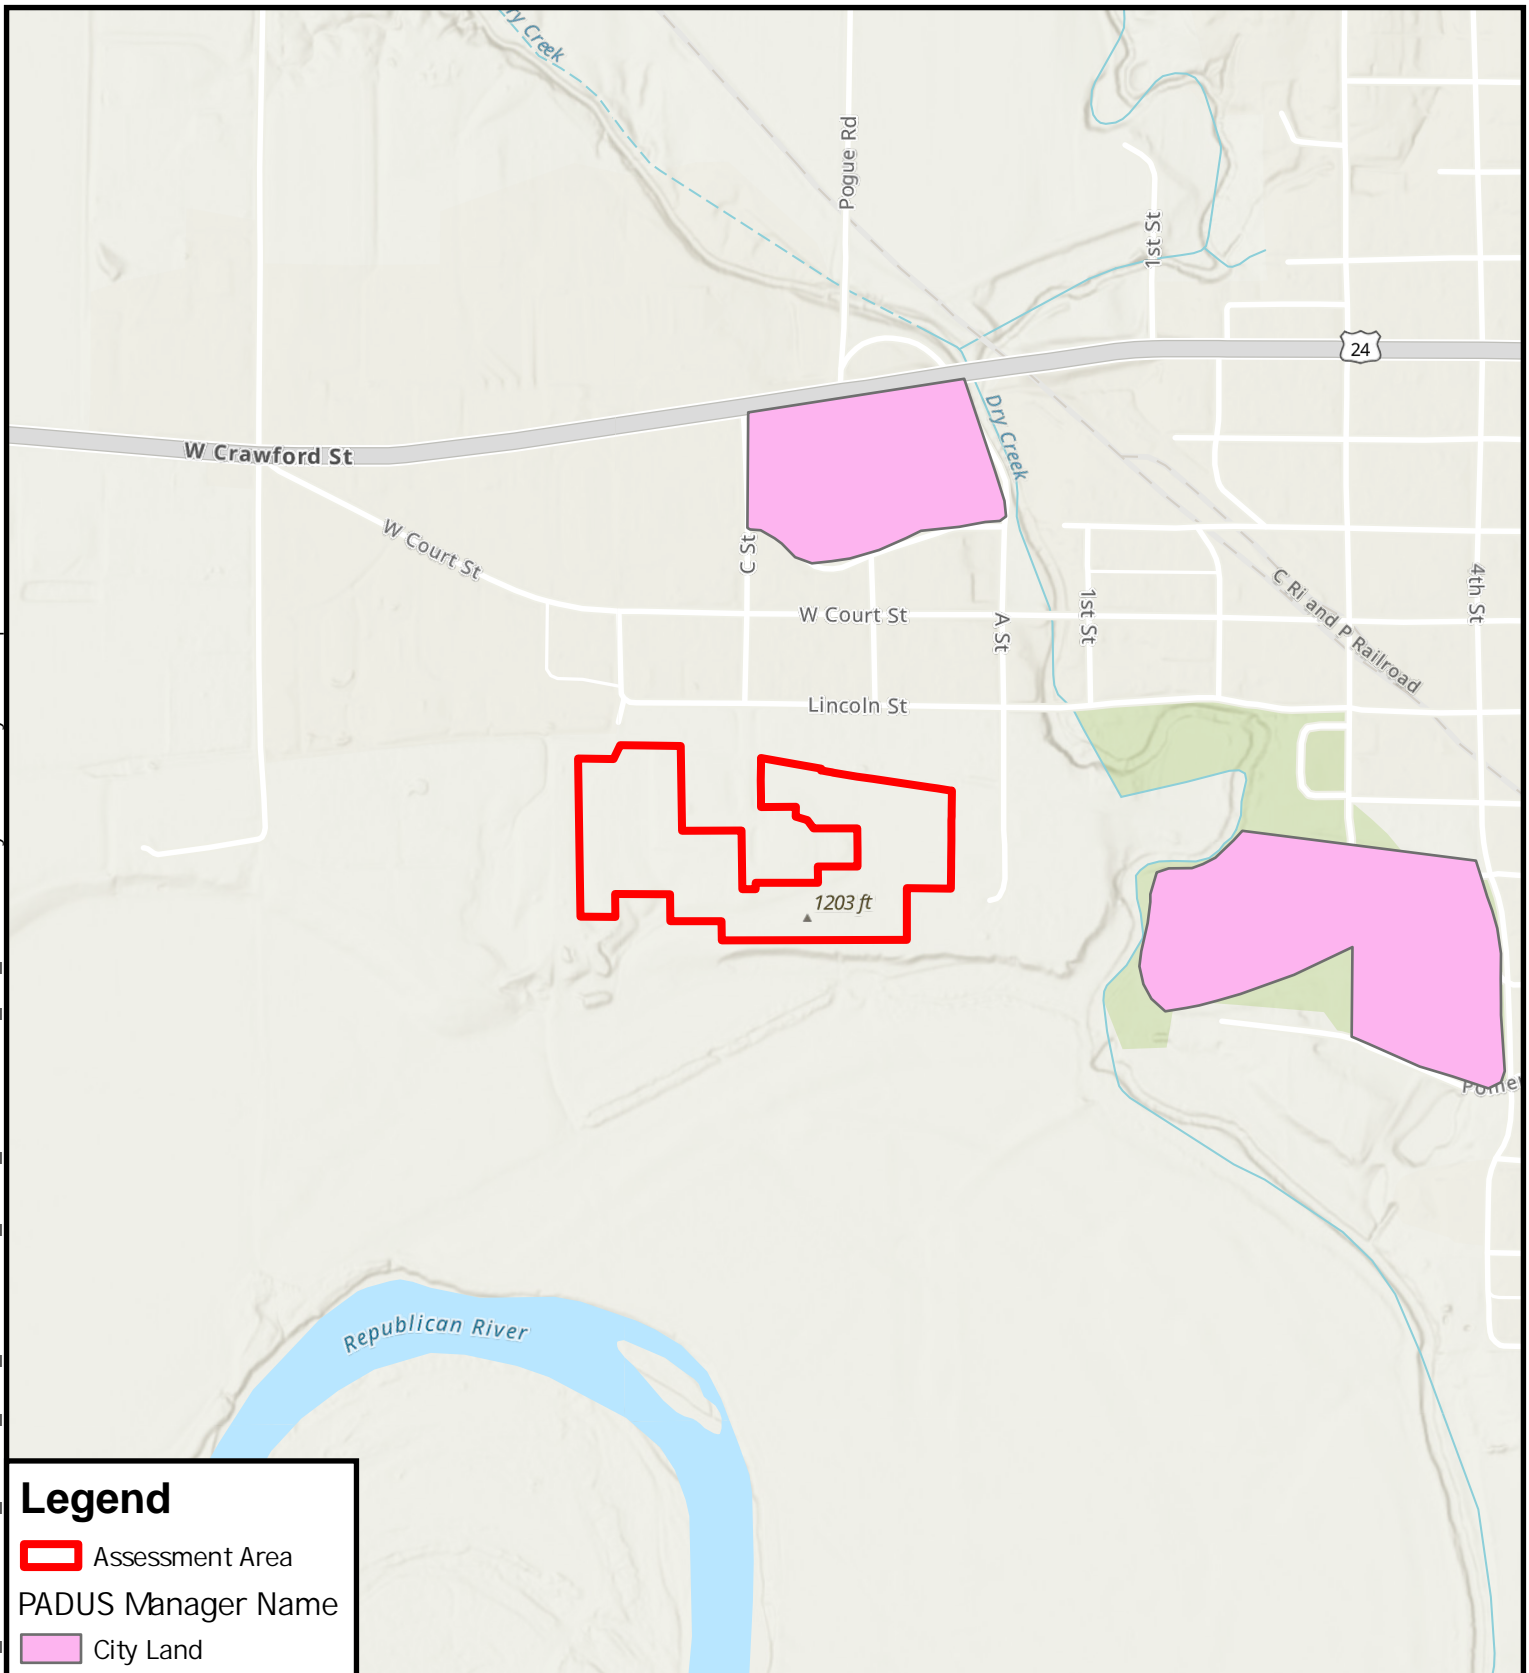 Creek
Pogue Rd
1st St
24
W Crawford St
Dry Creek
W Court St
C St
W Court St
A St
1st St
C Ri and P Railroad
4th St
Lincoln St
1203 ft
Republican River
Legend
Assessment Area
PADUS Manager Name
City Land